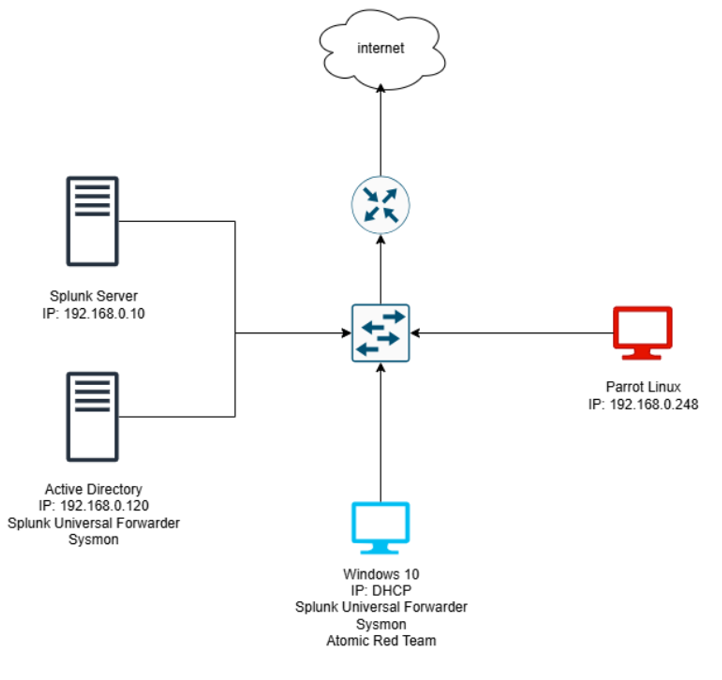 internet
Splunk Server
IP: 192.168.0.10
Parrot Linux
IP: 192.168.0.248
Active Directory
IP: 192.168.0.120
Splunk Universal Forwarder
Sysmon
Windows 10
IP: DHCP
Splunk Universal Forwarder
Sysmon
Atomic Red Team